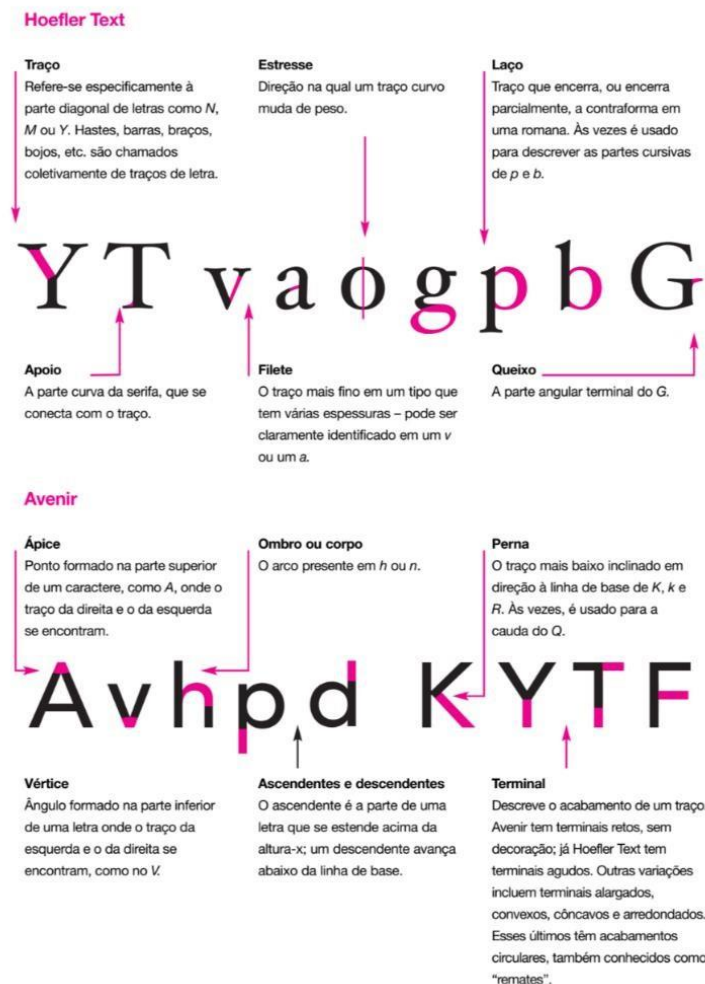 Hoefler Text
Traço
Refere-se especificamente à
parte diagonal de letras como N,
M ou Y. Hastes, barras, braços,
bojos, etc. são chamados
coletivamente de traços de letra.
Estresse
Direção na qual um traço curvo
muda de peso.
Laço
Traço que encerra, ou encerra
parcialmente, a contraforma em
uma romana. Às vezes é usado
para descrever as partes cursivas
de p e b.
Y T v a o g p b G
Apoio
A parte curva da serifa, que se
conecta com o traço.
Filete
O traço mais fino em um tipo que
tem várias espessuras – pode ser
claramente identificado em um v
ou um a.
Queixo
A parte angular terminal do G.
Avenir
Ápice
Ponto formado na parte superior
de um caractere, como A, onde o
traço da direita e o da esquerda
se encontram.
Ombro ou corpo
O arco presente em h ou n.
Perna
O traço mais baixo inclinado em
direção à linha de base de K, k e
R. Às vezes, é usado para a
cauda do Q.
A v h p d K Y T F
Vértice
Ângulo formado na parte inferior
de uma letra onde o traço da
esquerda e o da direita se
encontram, como no V.
Ascendentes e descendentes
O ascendente é a parte de uma
letra que se estende acima da
altura-x; um descendente avança
abaixo da linha de base.
Terminal
Descreve o acabamento de um traço.
Avenir tem terminais retos, sem
decoração; já Hoefler Text tem
terminais agudos. Outras variações
incluem terminais alargados,
convexos, côncavos e arredondados.
Esses últimos têm acabamentos
circulares, também conhecidos como
"remates".